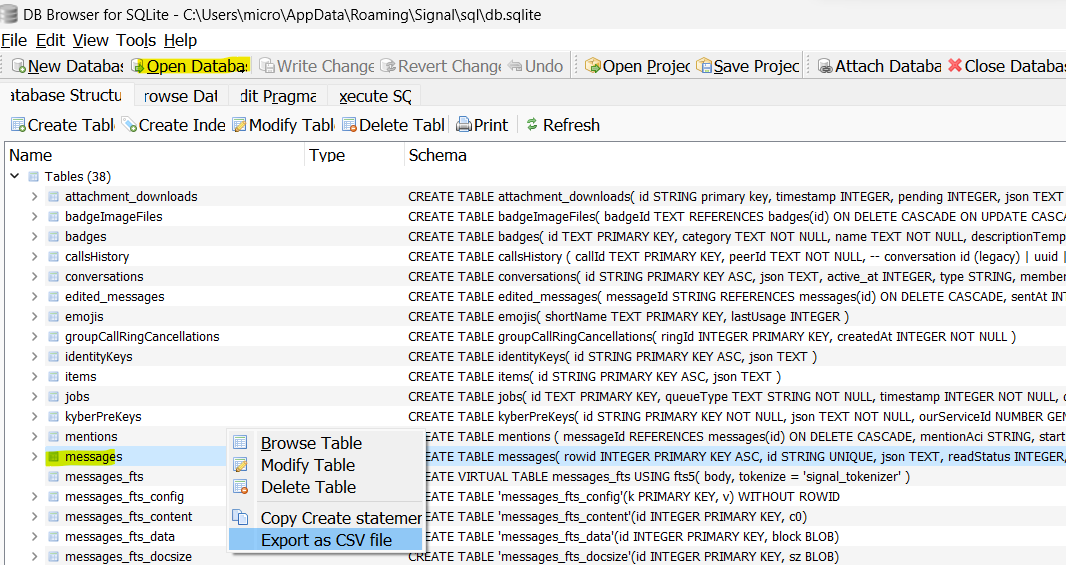 DB Browser for SQLite - C:\Users\micro\AppData\Roaming\Signal\sql\db.sqlite
File Edit View Tools Help
New Databas Open Databas Write Change Revert Change Undo Open Projec Save Projec Attach Databa Close Databas
atabase Structu rowse Dat dit Pragma xecute SQ
Create Tabl Create Inde Modify Tabl Delete Tabl Print Refresh
Name Type Schema
Tables (38)
attachment_downloads CREATE TABLE attachment_downloads( id STRING primary key, timestamp INTEGER, pending INTEGER, json TEXT
badgeImageFiles CREATE TABLE badgeImageFiles( badgeId TEXT REFERENCES badges(id) ON DELETE CASCADE ON UPDATE CASCA
badges CREATE TABLE badges( id TEXT PRIMARY KEY, category TEXT NOT NULL, name TEXT NOT NULL, descriptionTemp
callsHistory CREATE TABLE callsHistory ( callId TEXT PRIMARY KEY, peerId TEXT NOT NULL, -- conversation id (legacy) | uuid |
conversations CREATE TABLE conversations( id STRING PRIMARY KEY ASC, json TEXT, active_at INTEGER, type STRING, member
edited_messages CREATE TABLE edited_messages( messageId STRING REFERENCES messages(id) ON DELETE CASCADE, sentAt INT
emojis CREATE TABLE emojis( shortName TEXT PRIMARY KEY, lastUsage INTEGER )
groupCallRingCancellations CREATE TABLE groupCallRingCancellations( ringId INTEGER PRIMARY KEY, createdAt INTEGER NOT NULL )
identityKeys CREATE TABLE identityKeys( id STRING PRIMARY KEY ASC, json TEXT )
items CREATE TABLE items( id STRING PRIMARY KEY ASC, json TEXT )
jobs CREATE TABLE jobs( id TEXT PRIMARY KEY, queueType TEXT STRING NOT NULL, timestamp INTEGER NOT NULL, d
kyberPreKeys CREATE TABLE kyberPreKeys( id STRING PRIMARY KEY NOT NULL, json TEXT NOT NULL, ourServiceId NUMBER GEN
mentions CREATE TABLE mentions ( messageId REFERENCES messages(id) ON DELETE CASCADE, mentionAci STRING, start
messages CREATE TABLE messages( rowid INTEGER PRIMARY KEY ASC, id STRING UNIQUE, json TEXT, readStatus INTEGER,
messages_fts CREATE VIRTUAL TABLE messages_fts USING fts5( body, tokenize = 'signal_tokenizer' )
messages_fts_config CREATE TABLE 'messages_fts_config'(k PRIMARY KEY, v) WITHOUT ROWID
messages_fts_content CREATE TABLE 'messages_fts_content'(id INTEGER PRIMARY KEY, c0)
messages_fts_data CREATE TABLE 'messages_fts_data'(id INTEGER PRIMARY KEY, block BLOB)
messages_fts_docsize CREATE TABLE 'messages_fts_docsize'(id INTEGER PRIMARY KEY, sz BLOB)
Browse Table
Modify Table
Delete Table
Copy Create statemen
Export as CSV file